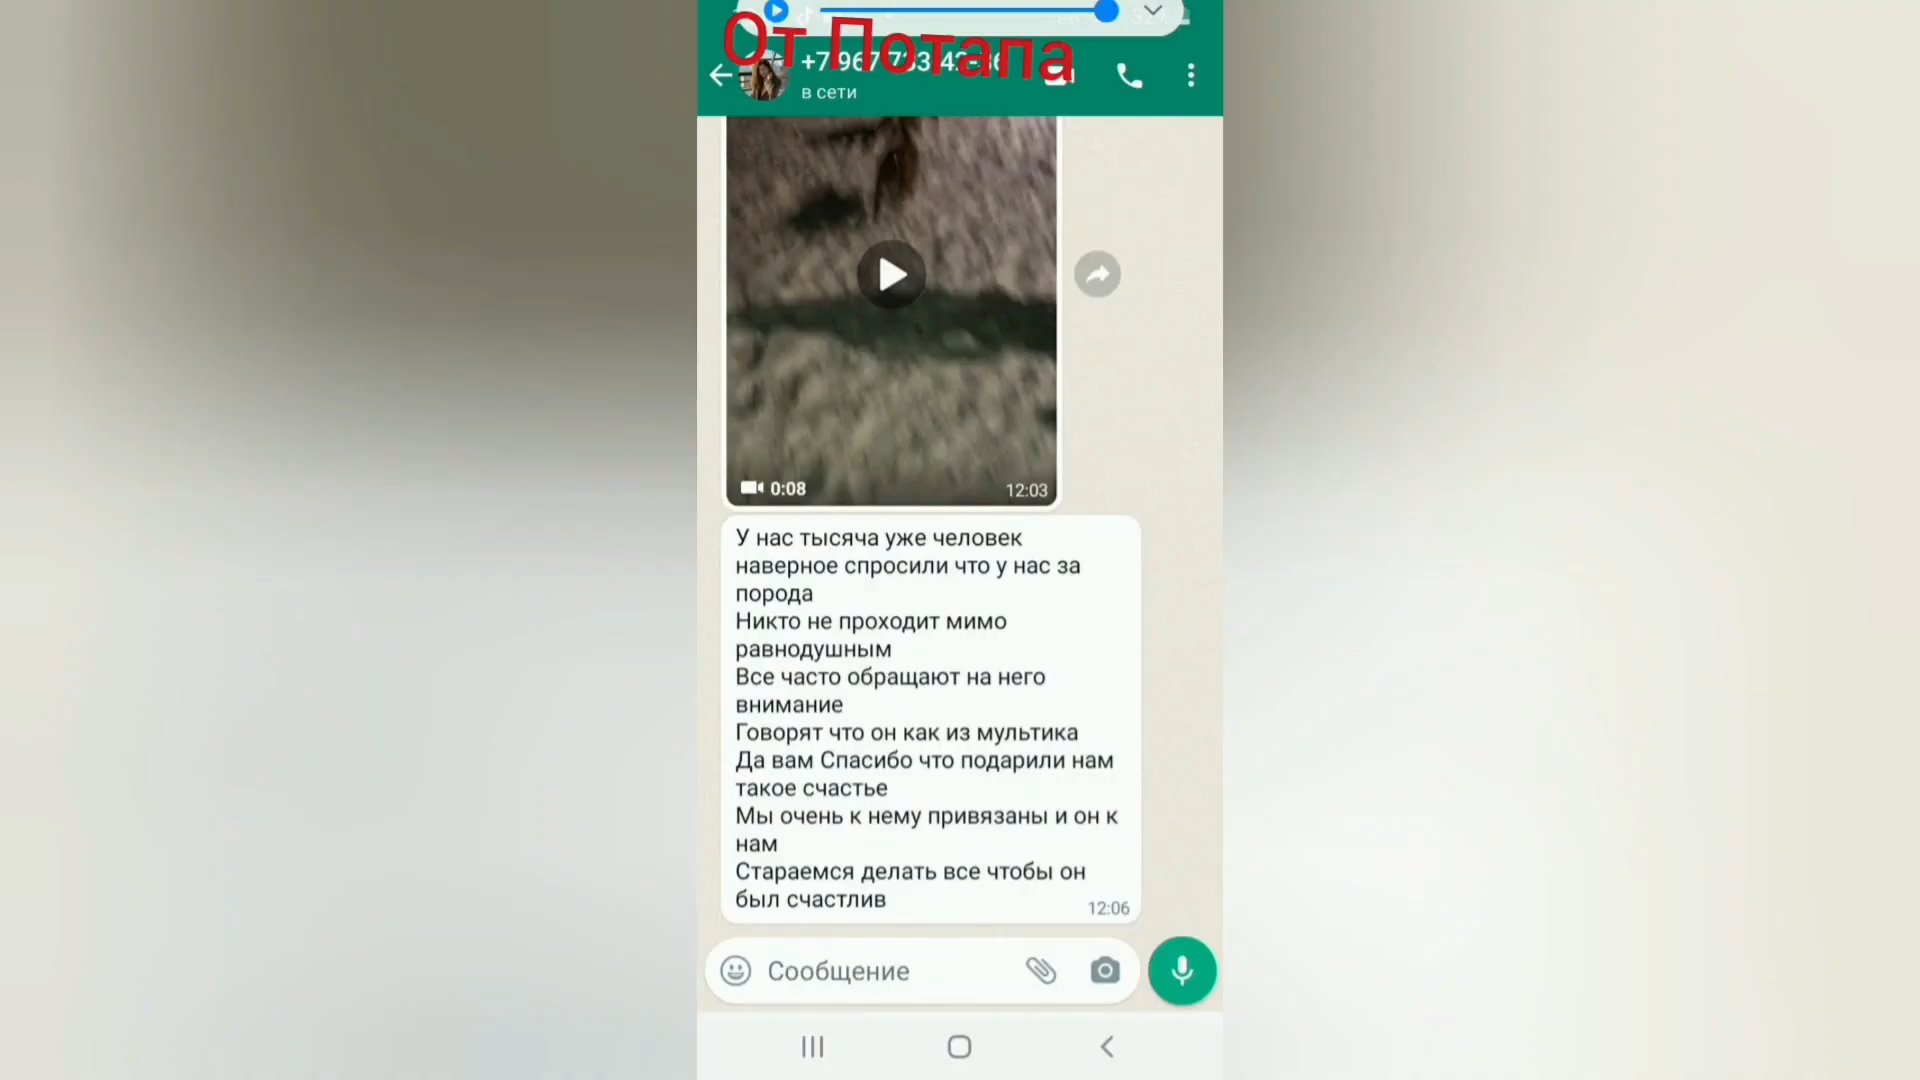 От Потапа
в сети
0:08
12:03
У нас тысяча уже человек
наверное спросили что у нас за
порода
Никто не проходит мимо
равнодушным
Все часто обращают на него
внимание
Говорят что он как из мультика
Да вам Спасибо что подарили нам
такое счастье
Мы очень к нему привязаны и он к
нам
Стараемся делать все чтобы он
был счастлив
12:06
Сообщение